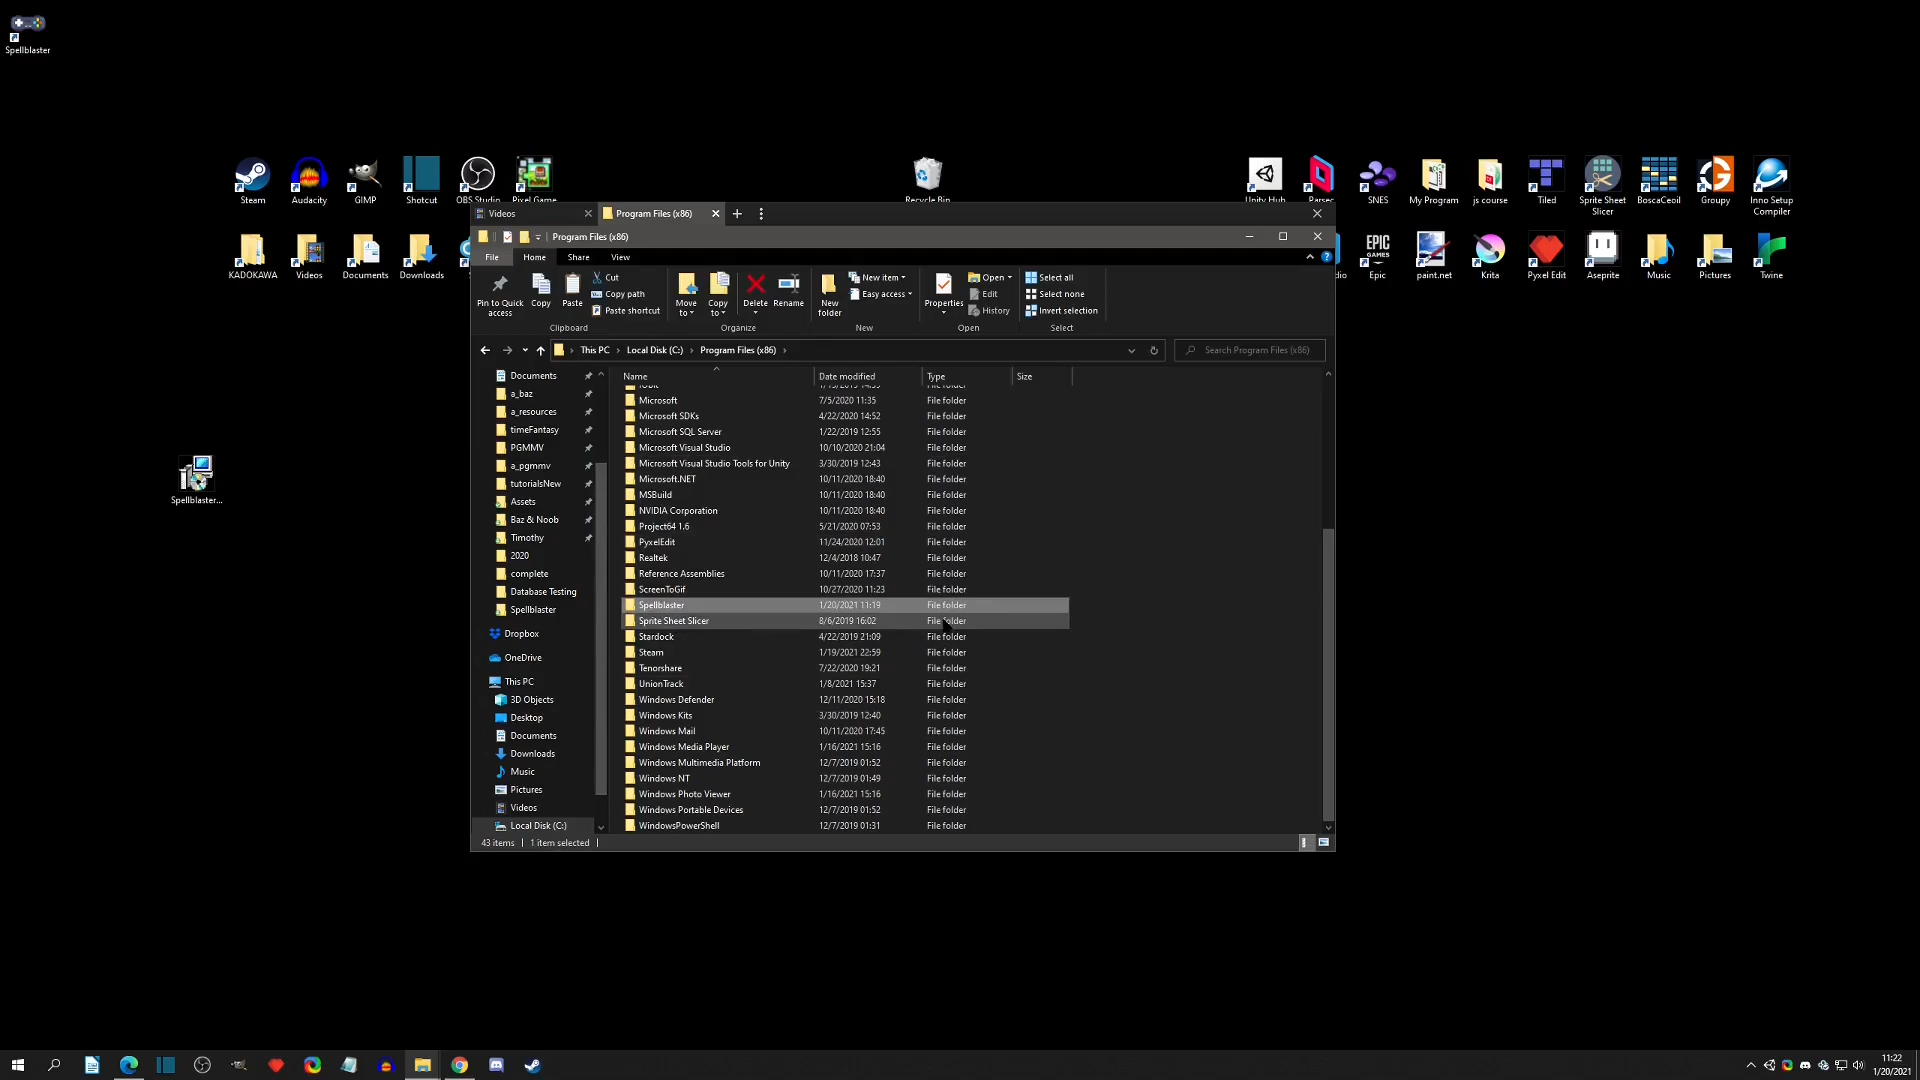 Spellblaster
Steam
Audacity
GIMP
Shotcut
OBS Studio
Pixel Game
Recycle Bin
Unity Hub
Parsec
SNES
My Program
js course
Tiled
Sprite Sheet
Slicer
BoscaCeoil
Groupy
Inno Setup
Compiler
KADOKAWA
Videos
Documents
Downloads
EPIC
GAMES
Epic
paint.net
Krita
Pyxel Edit
Aseprite
Music
Pictures
Twine
Spellblaster...
Videos
Program Files (x86)
Program Files (x86)
File
Home
Share
View
Pin to Quick
access
Copy
Paste
Cut
Copy path
Paste shortcut
Clipboard
Move
to
Copy
to
Delete
Rename
Organize
New
folder
New item
Easy access
New
Properties
Open
Edit
History
Open
Select all
Select none
Invert selection
Select
This PC > Local Disk (C:) > Program Files (x86) >
Search Program Files (x86)
Documents
a_baz
a_resources
timeFantasy
PGMMV
a_pgmmv
tutorialsNew
Assets
Baz & Noob
Timothy
2020
complete
Database Testing
Spellblaster
Dropbox
OneDrive
This PC
3D Objects
Desktop
Documents
Downloads
Music
Pictures
Videos
Local Disk (C:)
Name Date modified Type Size
Microsoft 7/5/2020 11:35 File folder
Microsoft SDKs 4/22/2020 14:52 File folder
Microsoft SQL Server 1/22/2019 12:55 File folder
Microsoft Visual Studio 10/10/2020 21:04 File folder
Microsoft Visual Studio Tools for Unity 3/30/2019 12:43 File folder
Microsoft.NET 10/11/2020 18:40 File folder
MSBuild 10/11/2020 18:40 File folder
NVIDIA Corporation 10/11/2020 18:40 File folder
Project64 1.6 5/21/2020 07:53 File folder
PyxelEdit 11/24/2020 12:01 File folder
Realtek 12/4/2018 10:47 File folder
Reference Assemblies 10/11/2020 17:37 File folder
ScreenToGif 10/27/2020 11:23 File folder
Spellblaster 1/20/2021 11:19 File folder
Sprite Sheet Slicer 8/6/2019 16:02 File folder
Stardock 4/22/2019 21:09 File folder
Steam 1/19/2021 22:59 File folder
Tenorshare 7/22/2020 19:21 File folder
UnionTrack 1/8/2021 15:37 File folder
Windows Defender 12/11/2020 15:18 File folder
Windows Kits 3/30/2019 12:40 File folder
Windows Mail 10/11/2020 17:45 File folder
Windows Media Player 1/16/2021 15:16 File folder
Windows Multimedia Platform 12/7/2019 01:52 File folder
Windows NT 12/7/2019 01:49 File folder
Windows Photo Viewer 1/16/2021 15:16 File folder
Windows Portable Devices 12/7/2019 01:52 File folder
WindowsPowerShell 12/7/2019 01:31 File folder
43 items | 1 item selected |
11:22
1/20/2021